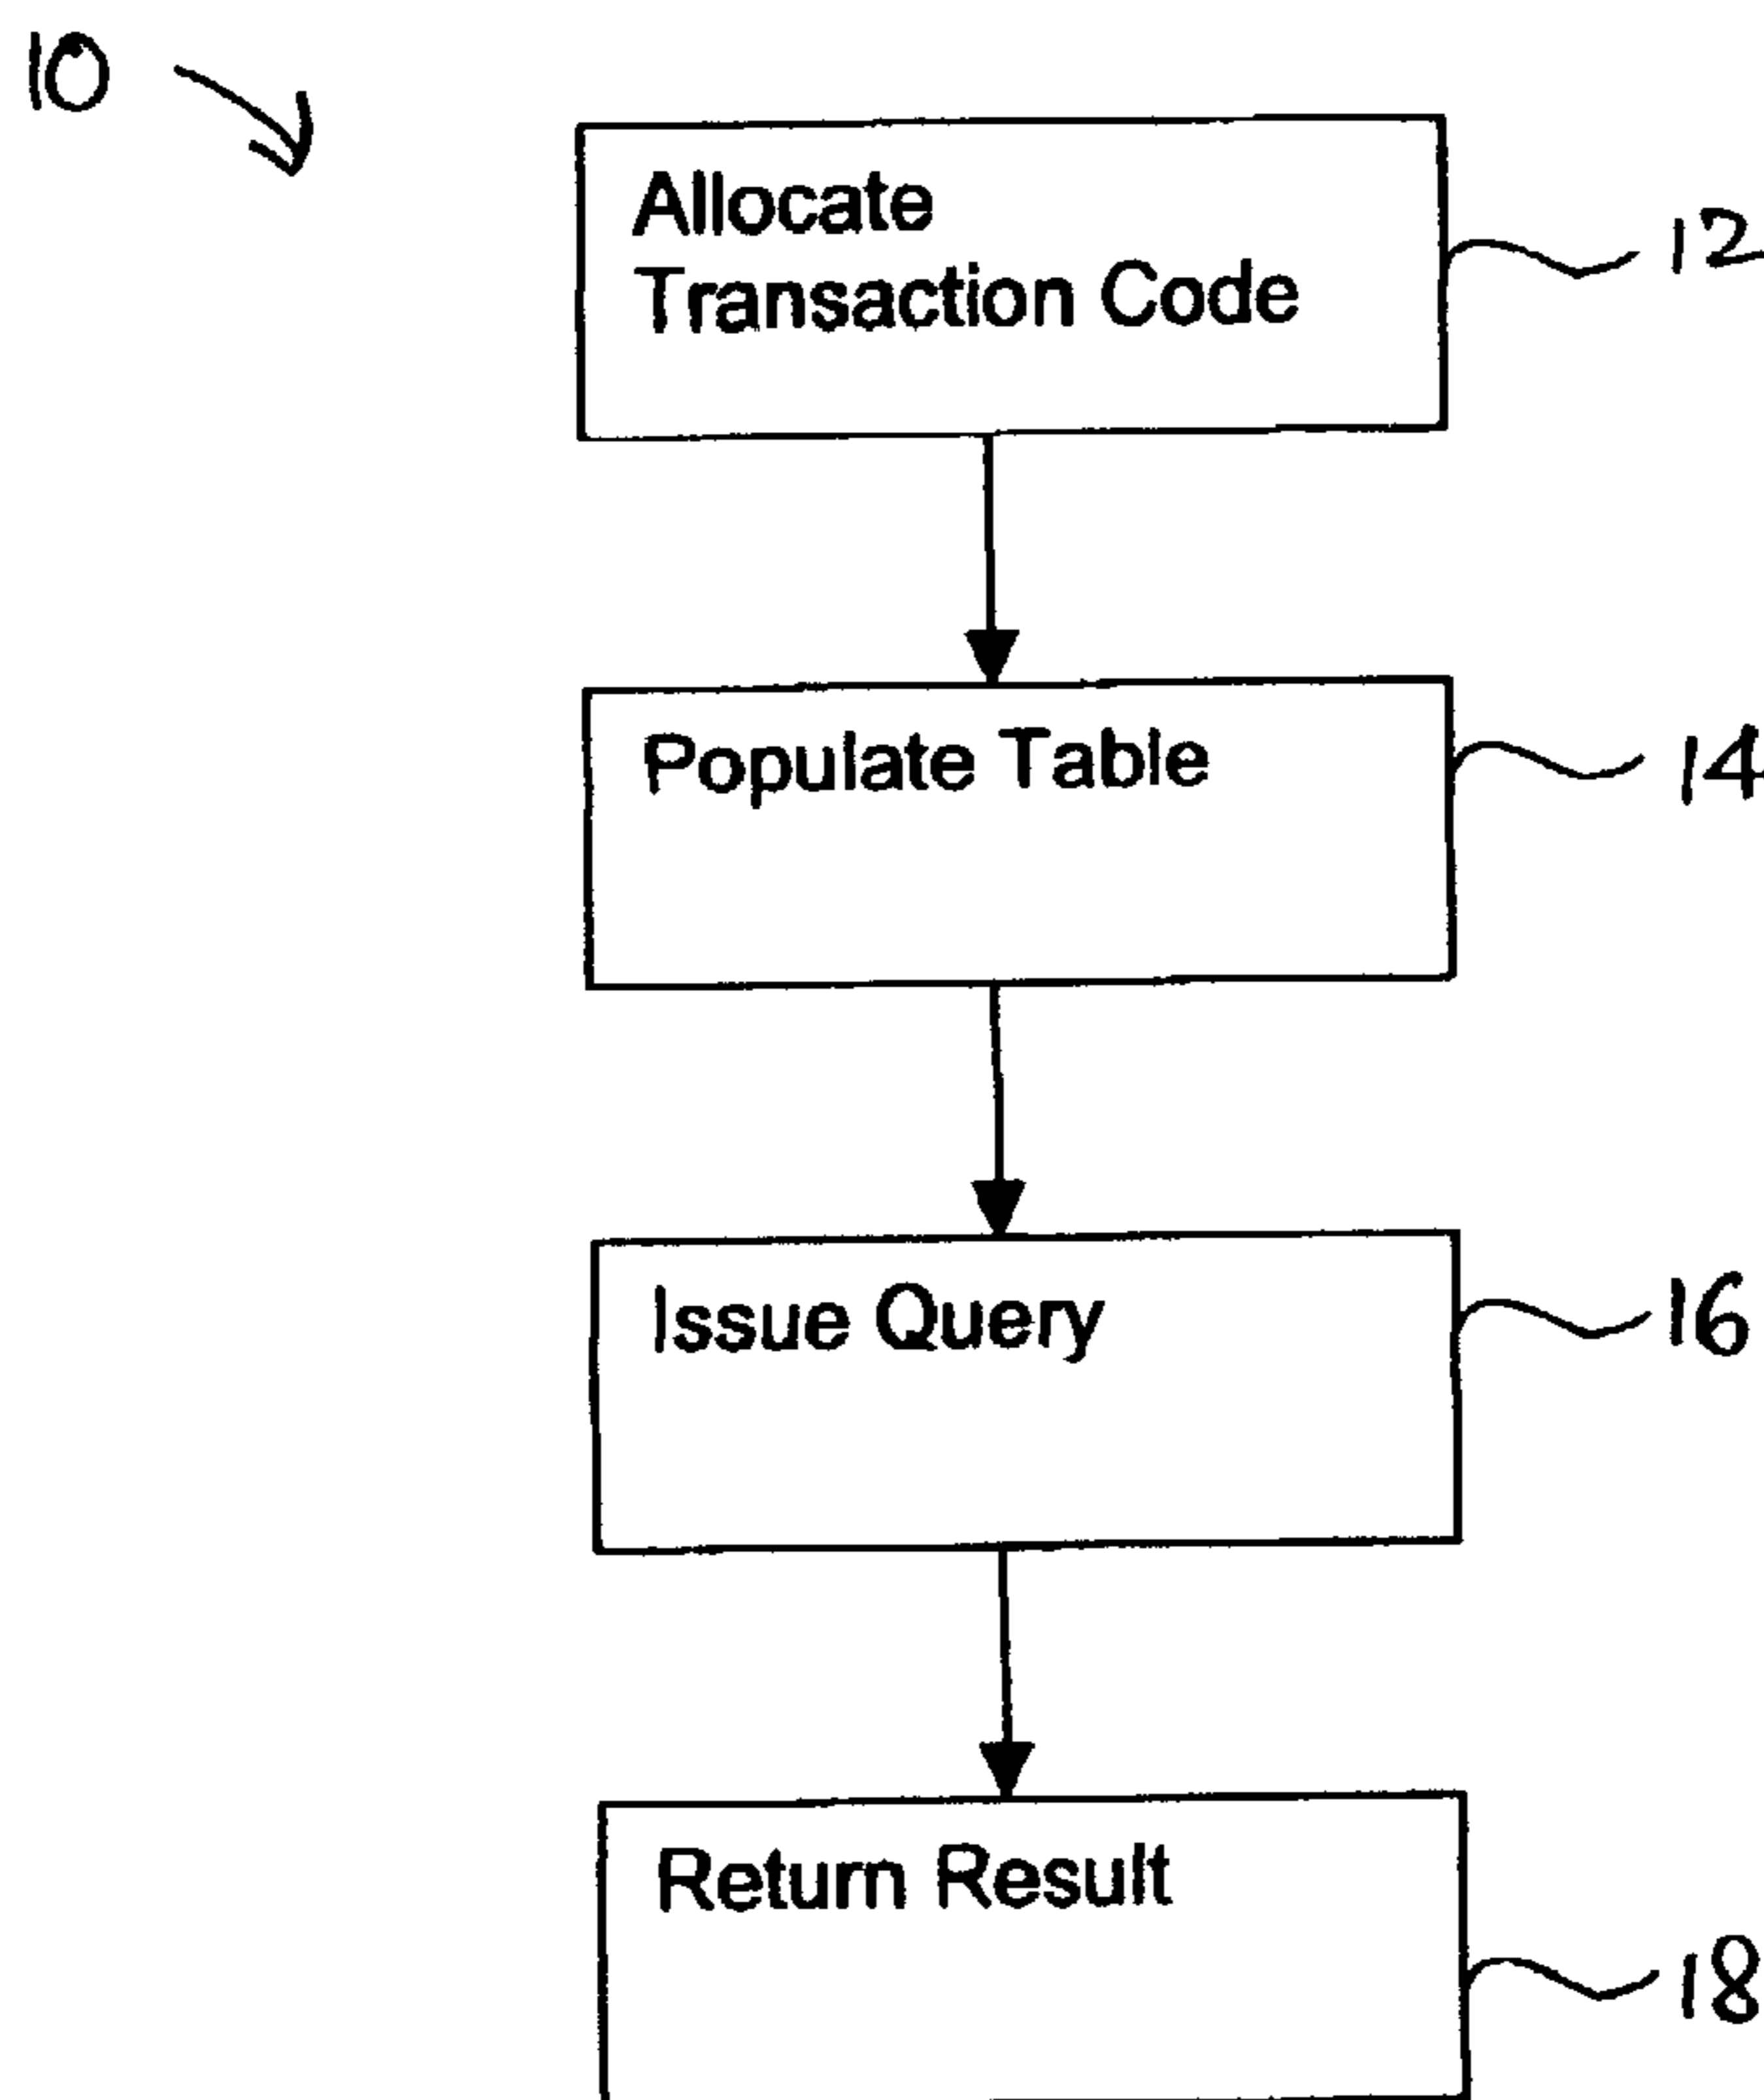 10
Allocate
Transaction Code
12
Populate Table
14
Issue Query
16
Return Result
18